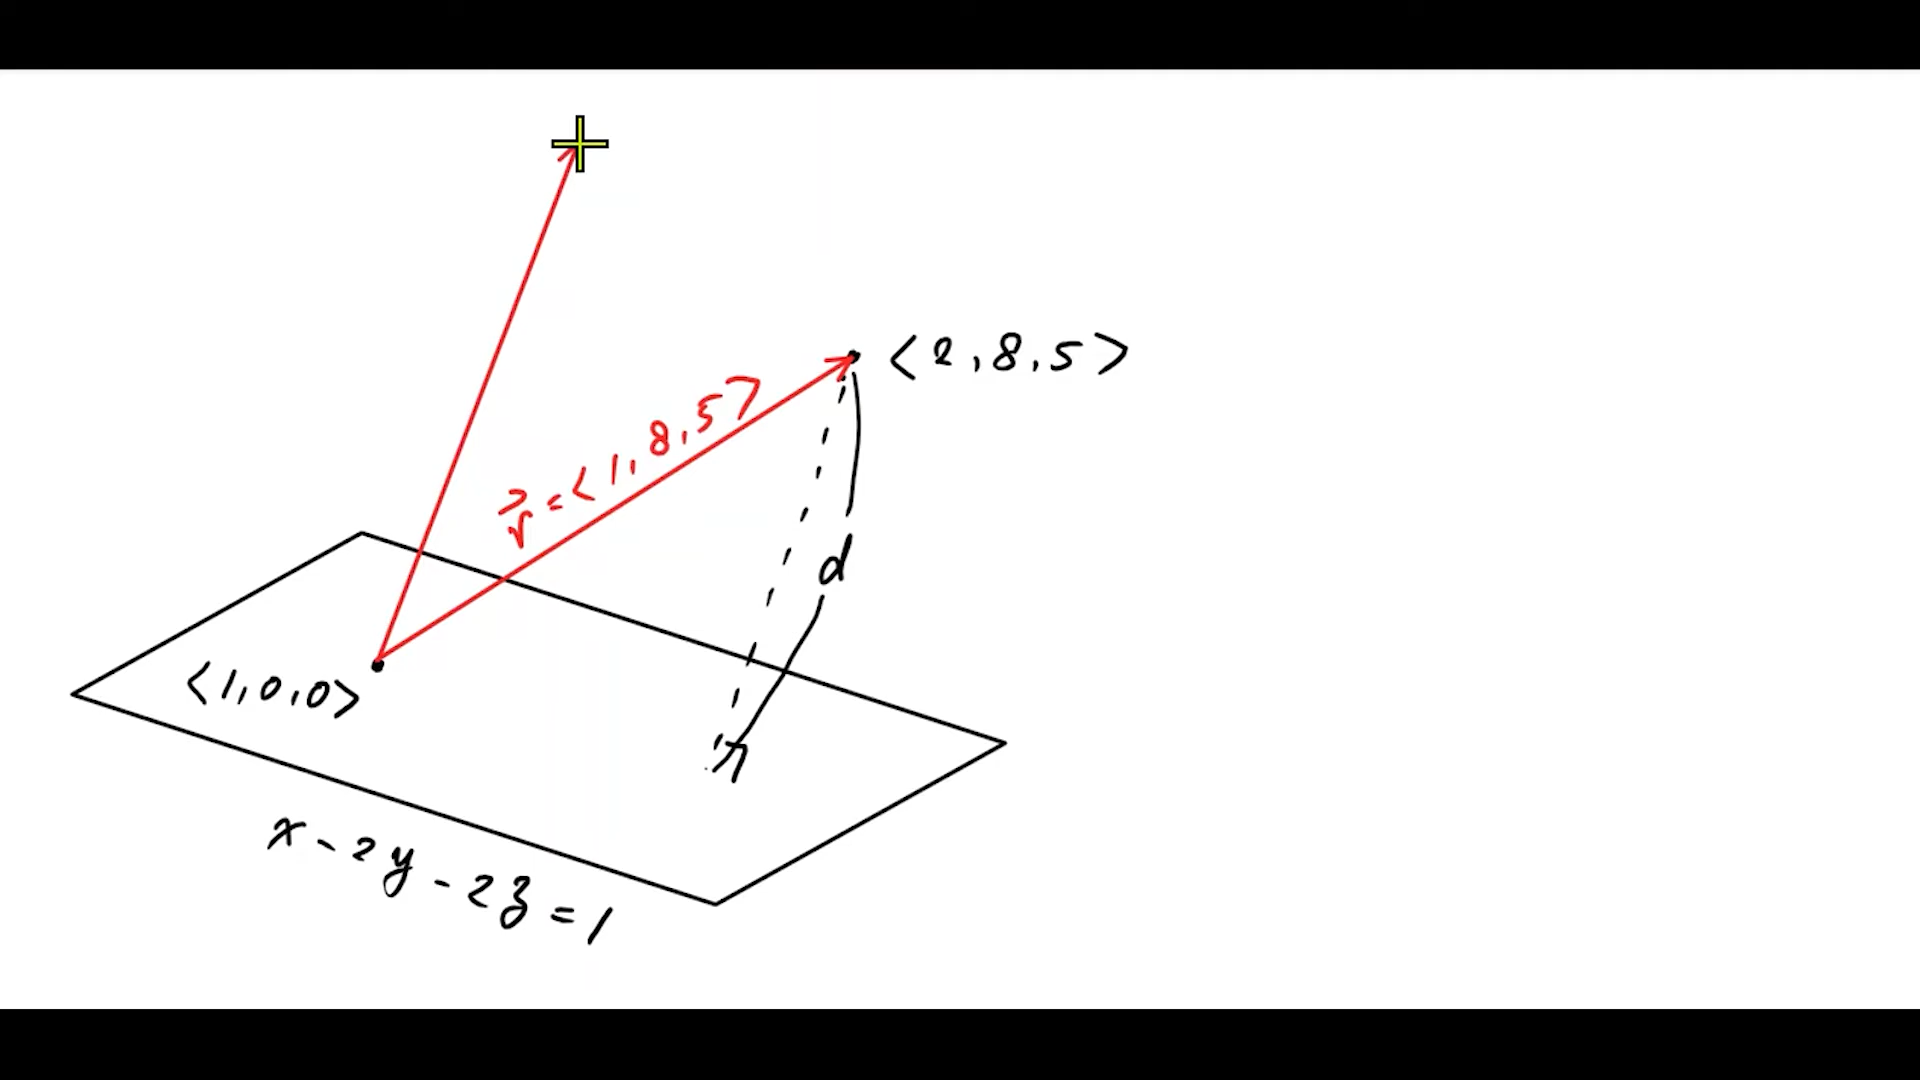 <2,8,5>
v⃗=<1,8,5>
d
<1,0,0>
x-2y-2z=1